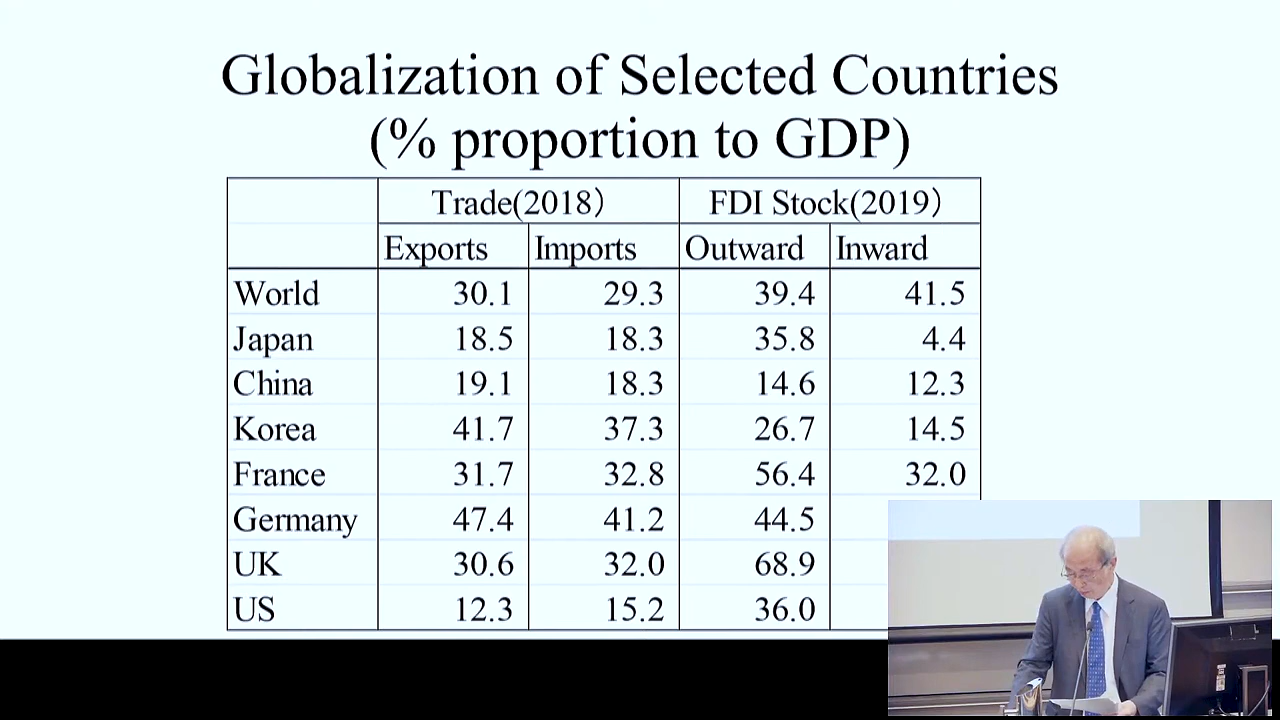 Globalization of Selected Countries
(% proportion to GDP)
Trade(2018） FDI Stock(2019）
Exports Imports Outward Inward
World 30.1 29.3 39.4 41.5
Japan 18.5 18.3 35.8 4.4
China 19.1 18.3 14.6 12.3
Korea 41.7 37.3 26.7 14.5
France 31.7 32.8 56.4 32.0
Germany 47.4 41.2 44.5
UK 30.6 32.0 68.9
US 12.3 15.2 36.0